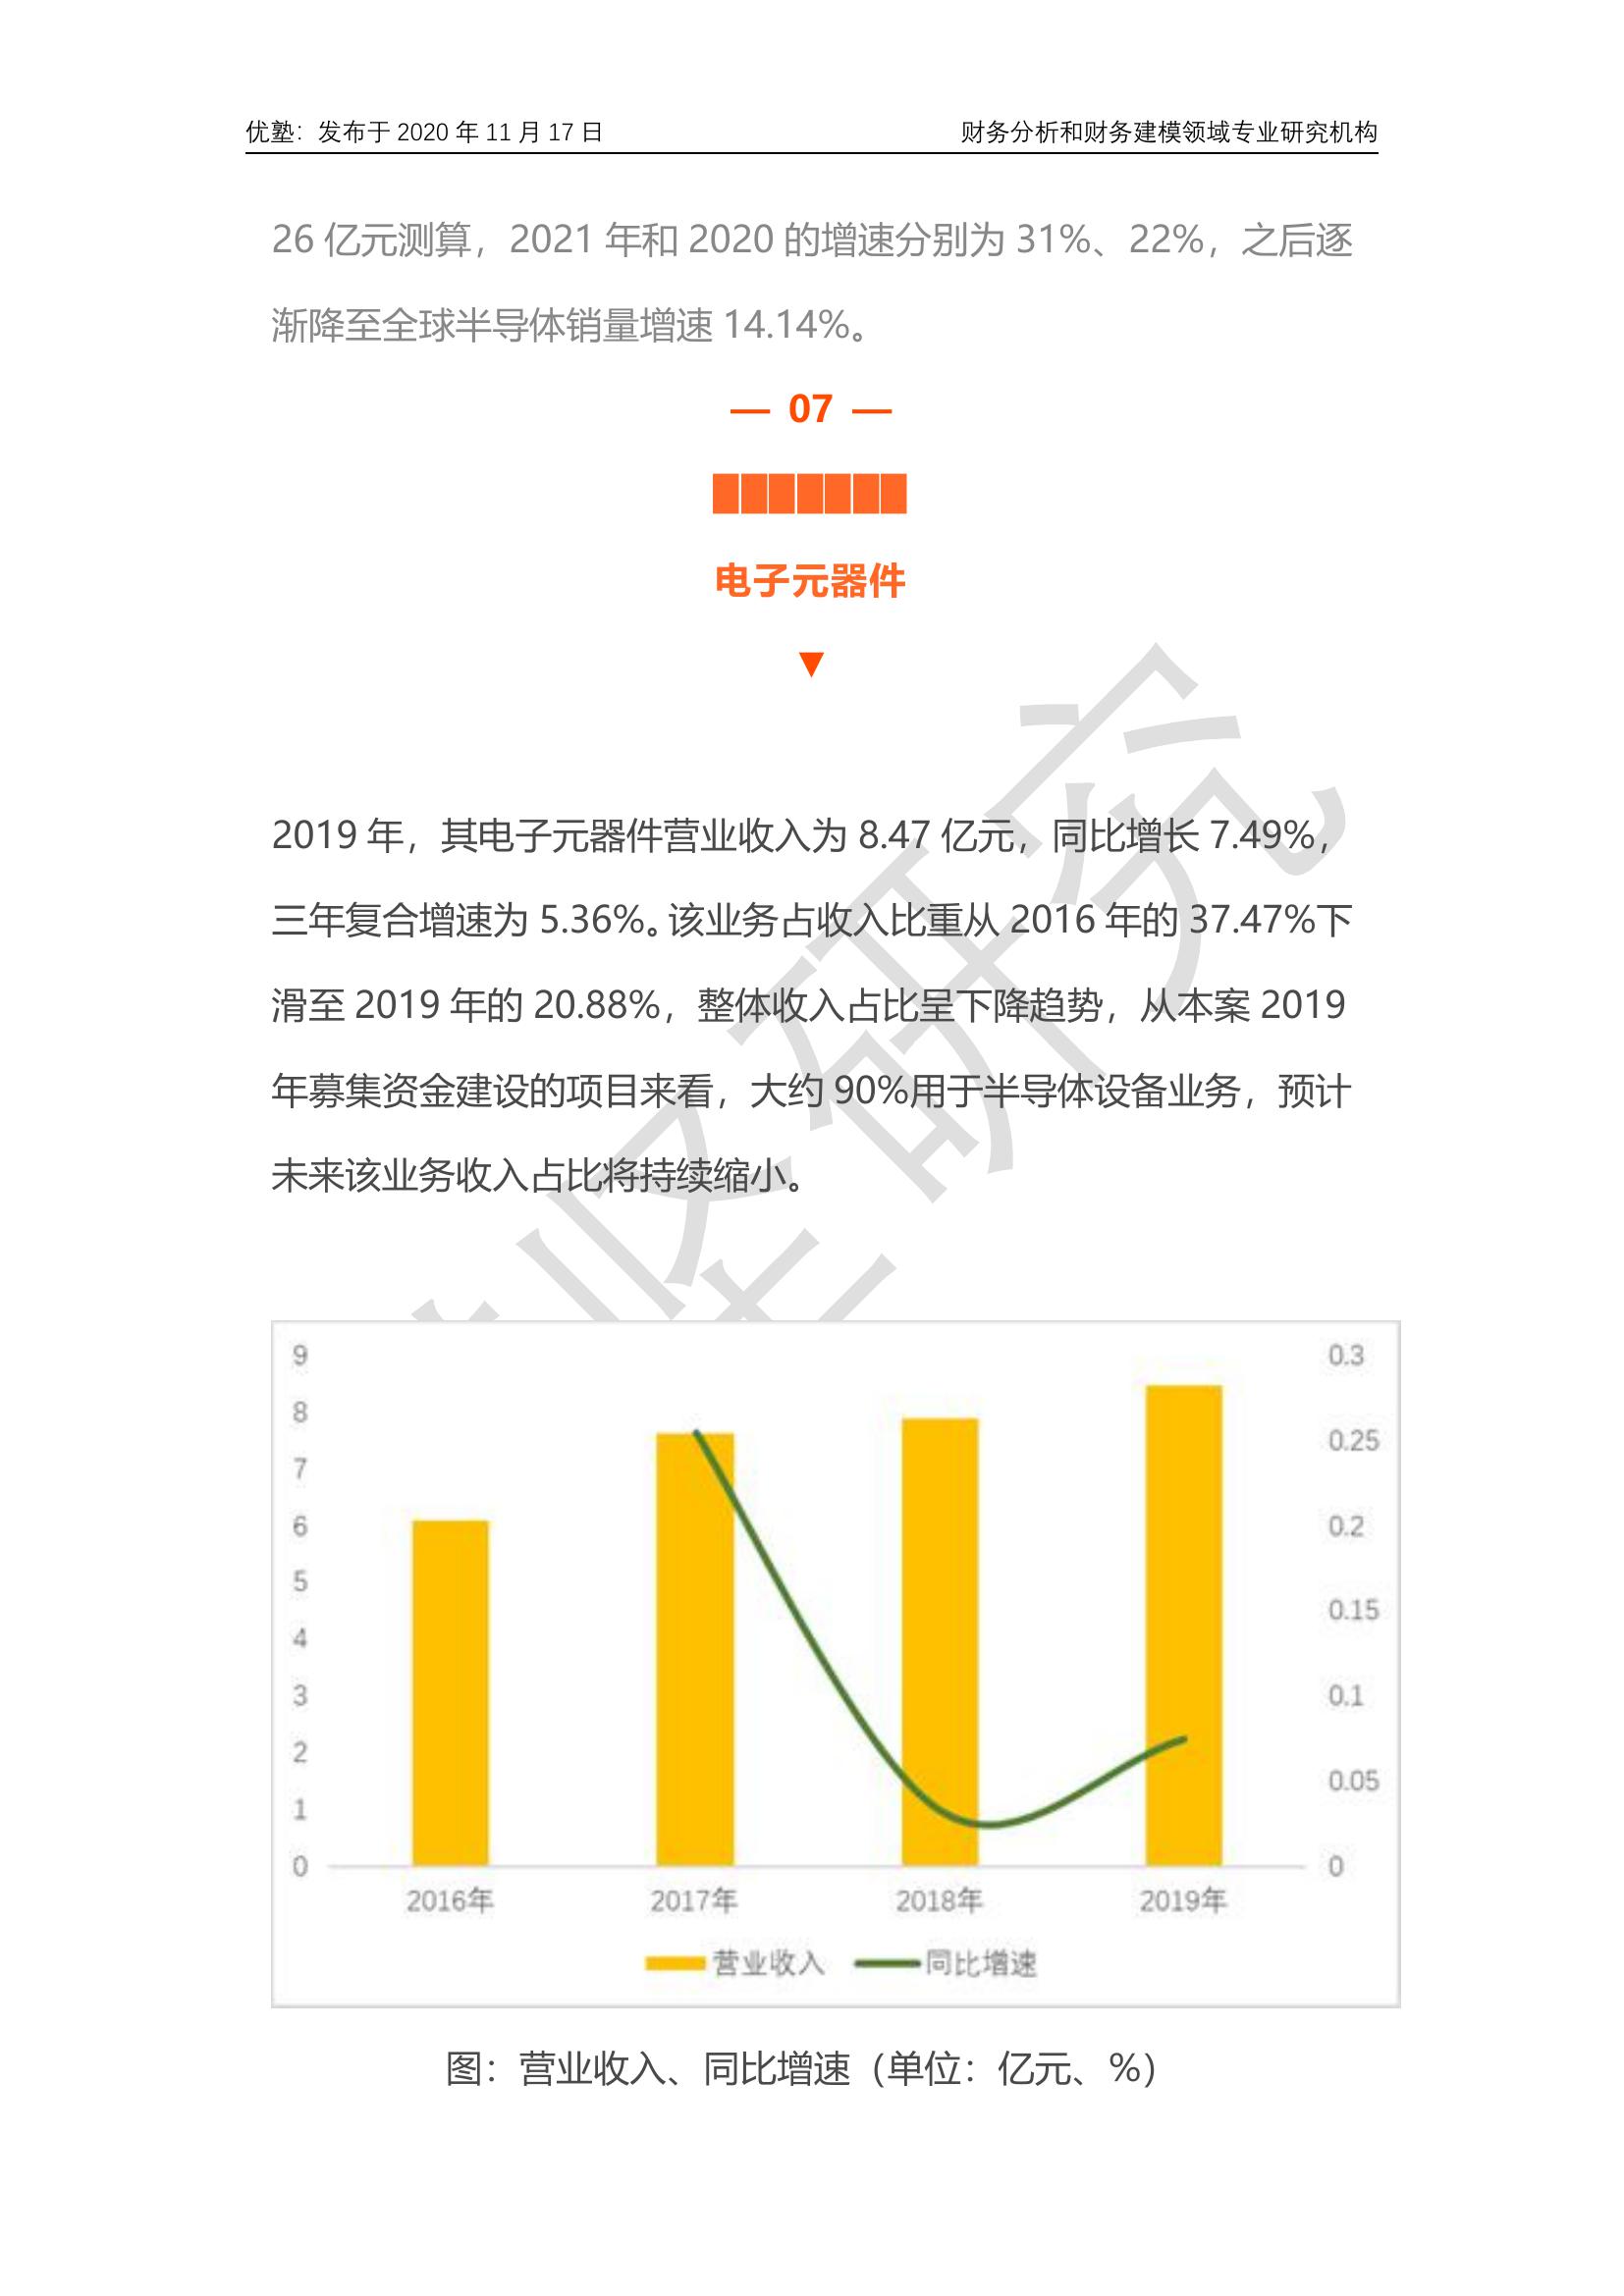 优塾：发布于 2020 年 11 月 17 日 财务分析和财务建模领域专业研究机构
26 亿元测算，2021 年和 2020 的增速分别为 31%、22%，之后逐
渐降至全球半导体销量增速 14.14%。
— 07 —
电子元器件
▼
2019 年，其电子元器件营业收入为 8.47 亿元，同比增长 7.49%，
三年复合增速为 5.36%。该业务占收入比重从 2016 年的 37.47%下
滑至 2019 年的 20.88%，整体收入占比呈下降趋势，从本案 2019
年募集资金建设的项目来看，大约 90%用于半导体设备业务，预计
未来该业务收入占比将持续缩小。
坚研究
9 0.3
8
7 0.25
6 0.2
5
4 0.15
3 0.1
2
1 0.05
0 0
2016年 2017年 2018年 2019年
营业收入 同比增速
图：营业收入、同比增速（单位：亿元、%）